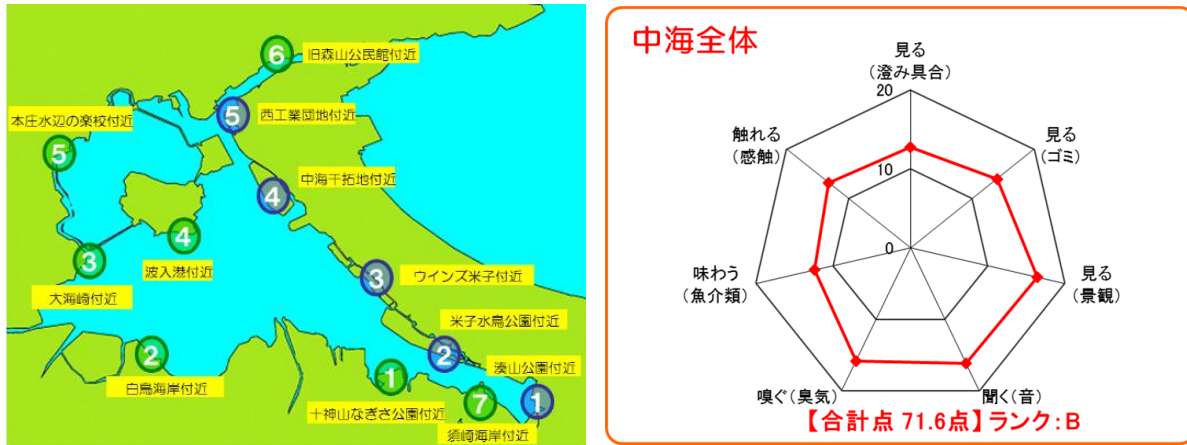 6
旧森山公民館付近
5
西工業団地付近
本庄水辺の楽校付近
5
中海干拓地付近
4
4
波入港付近
3
大海崎付近
3
ウインズ米子付近
米子水鳥公園付近
2
2
白鳥海岸付近
湊山公園付近
1
十神山なぎさ公園付近
7
1
須崎海岸付近
中海全体
見る
（澄み具合）
20
見る
（ゴミ）
触れる
（感触）
10
0
味わう
（魚介類）
見る
（景観）
嗅ぐ（臭気）
聞く（音）
【合計点 71.6点】ランク：B